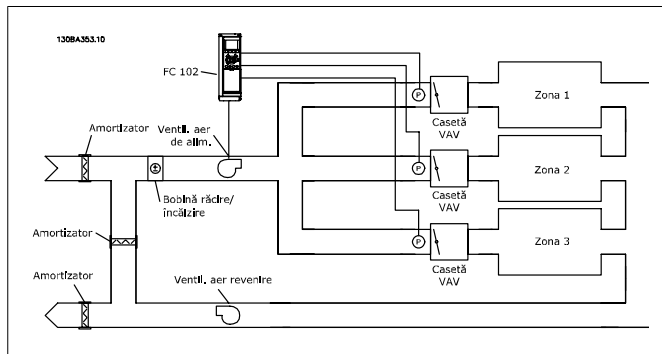 130BA353.10
FC 102
Amortizator
Ventil. aer
de alim.
P
Casetă
VAV
Zona 1
P
Casetă
VAV
Zona 2
Bobină răcire/
încălzire
Amortizator
P
Casetă
VAV
Zona 3
Amortizator
Ventil. aer revenire